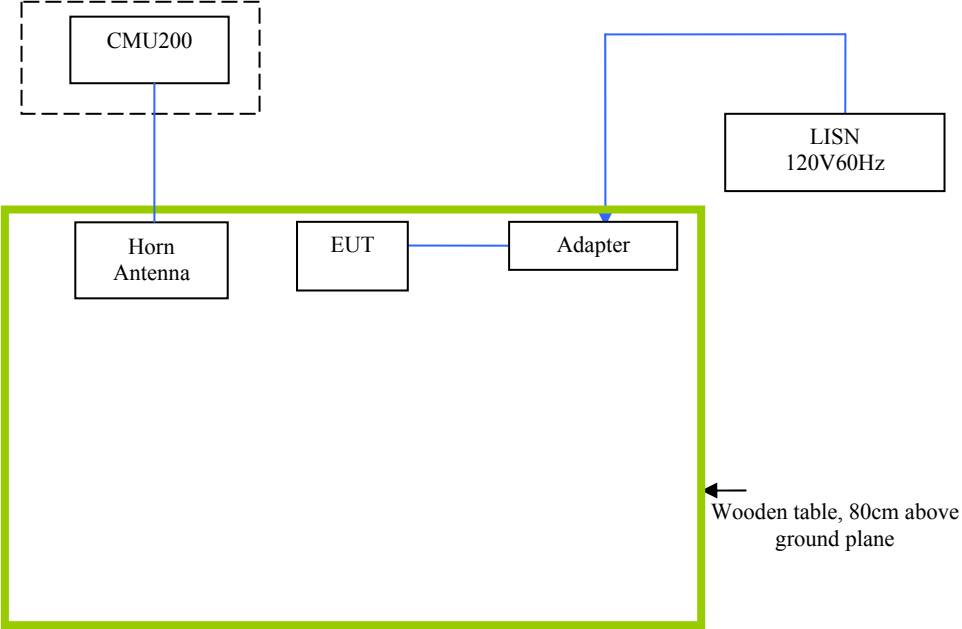 CMU200
LISN
120V60Hz
Horn
Antenna
EUT
Adapter
Wooden table, 80cm above
ground plane